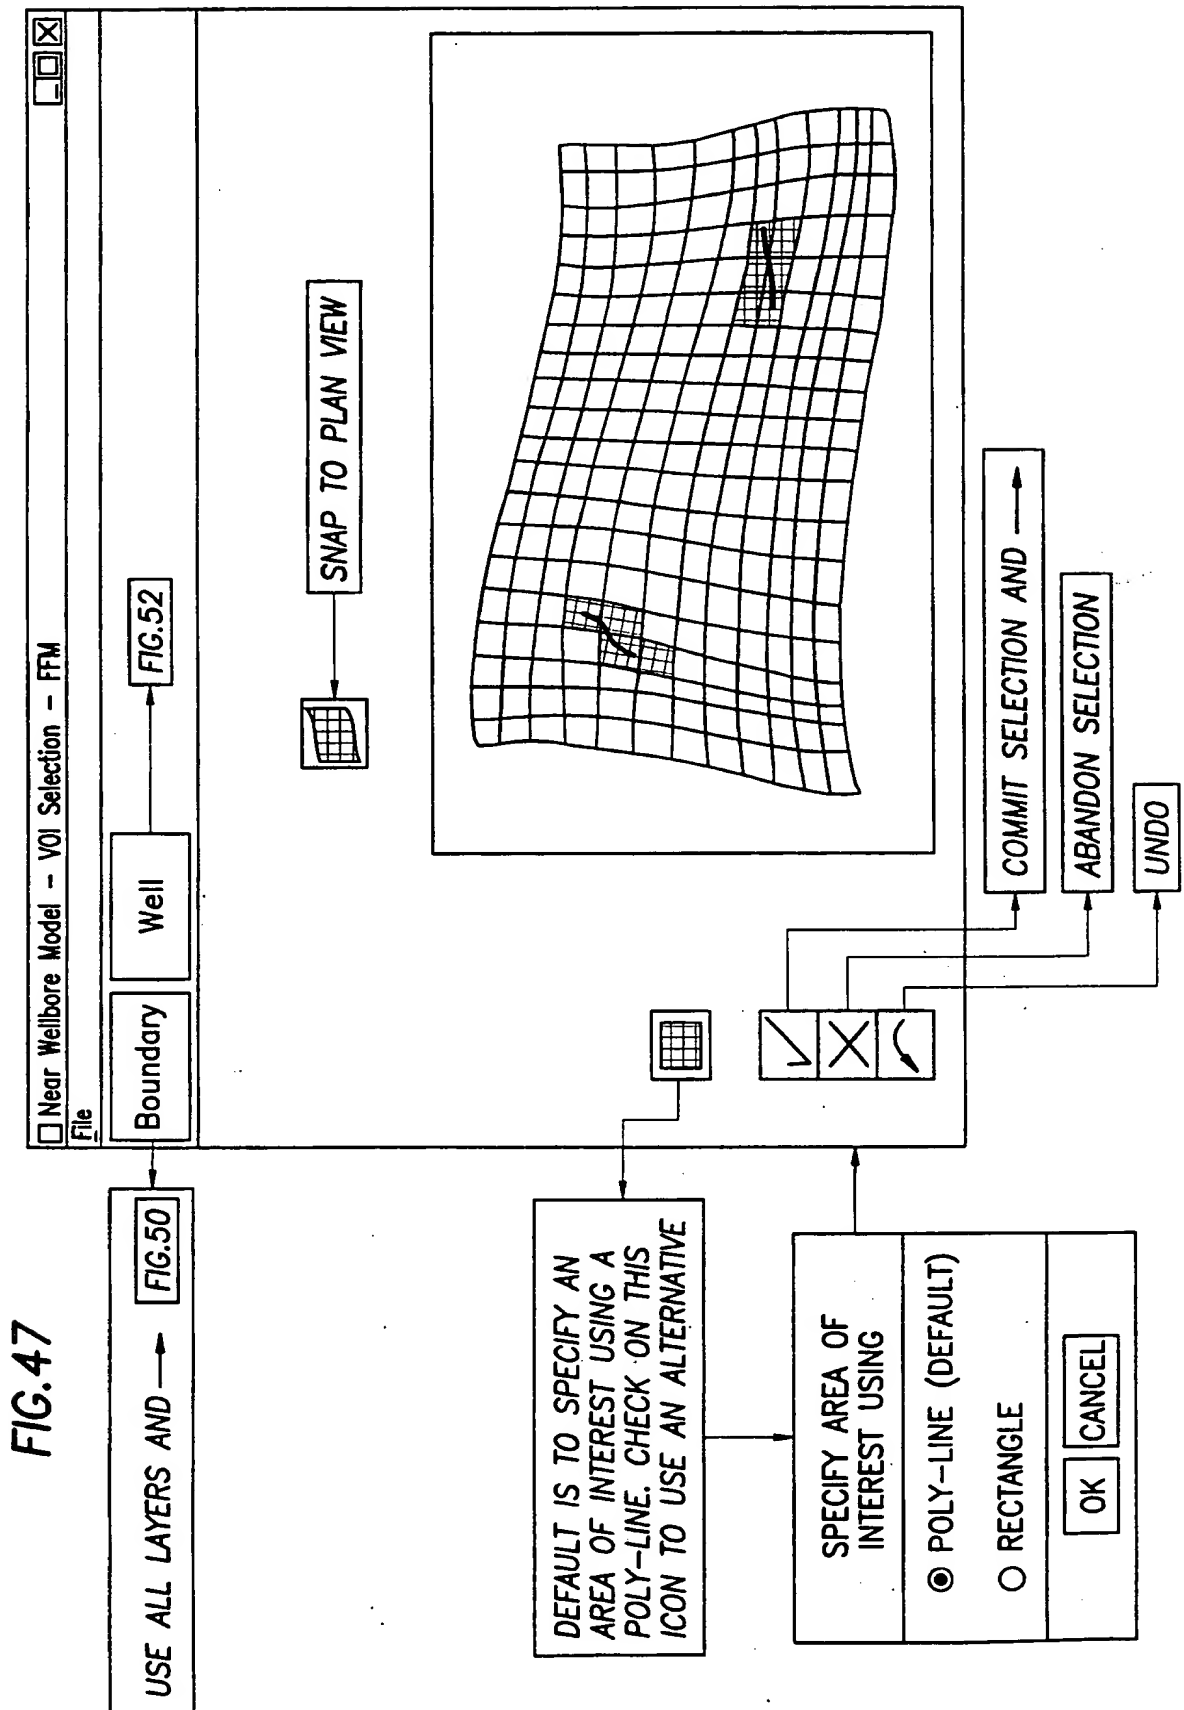 FIG.47
Near Wellbore Model – VOI Selection – FFM
File
USE ALL LAYERS AND
FIG.50
Boundary
Well
FIG.52
SNAP TO PLAN VIEW
DEFAULT IS TO SPECIFY AN
AREA OF INTEREST USING A
POLY–LINE. CHECK ON THIS
ICON TO USE AN ALTERNATIVE
SPECIFY AREA OF
INTEREST USING
POLY–LINE (DEFAULT)
RECTANGLE
OK
CANCEL
COMMIT SELECTION AND
ABANDON SELECTION
UNDO